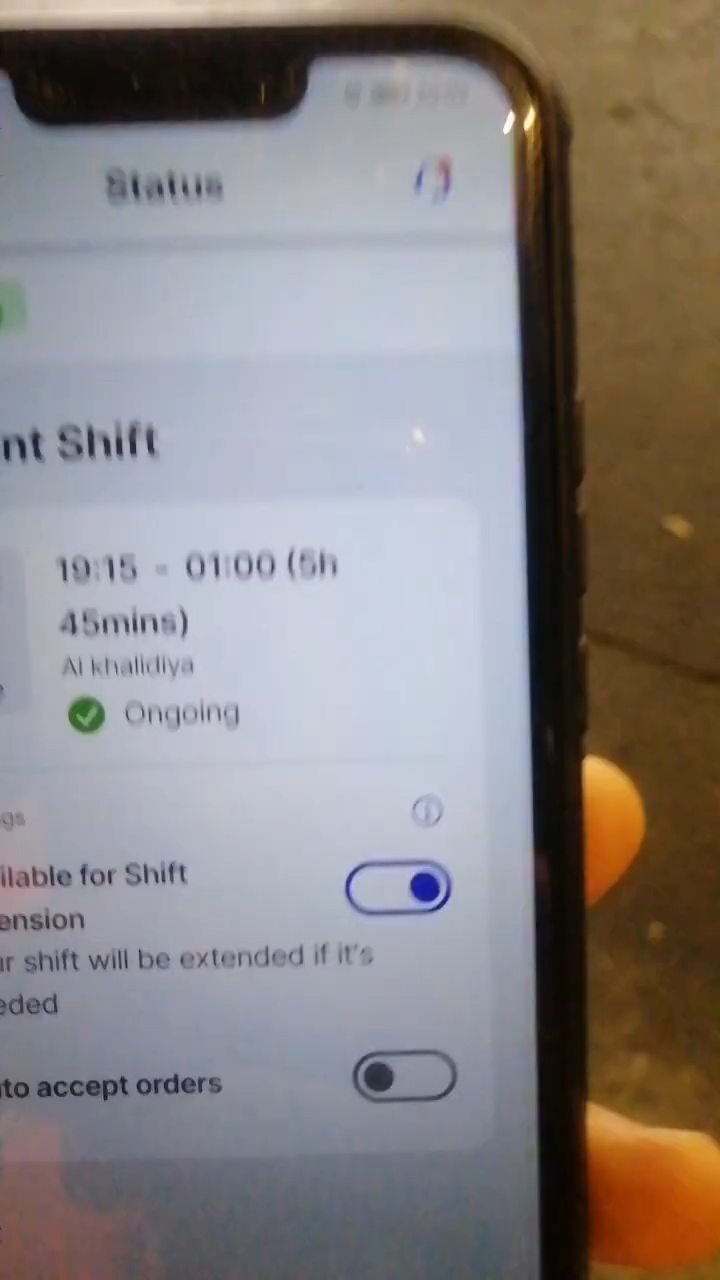 Status
nt Shift
19:15 - 01:00 (5h
45mins)
Al khalidiya
Ongoing
gs
ilable for Shift
ension
ur shift will be extended if it's
eded
to accept orders